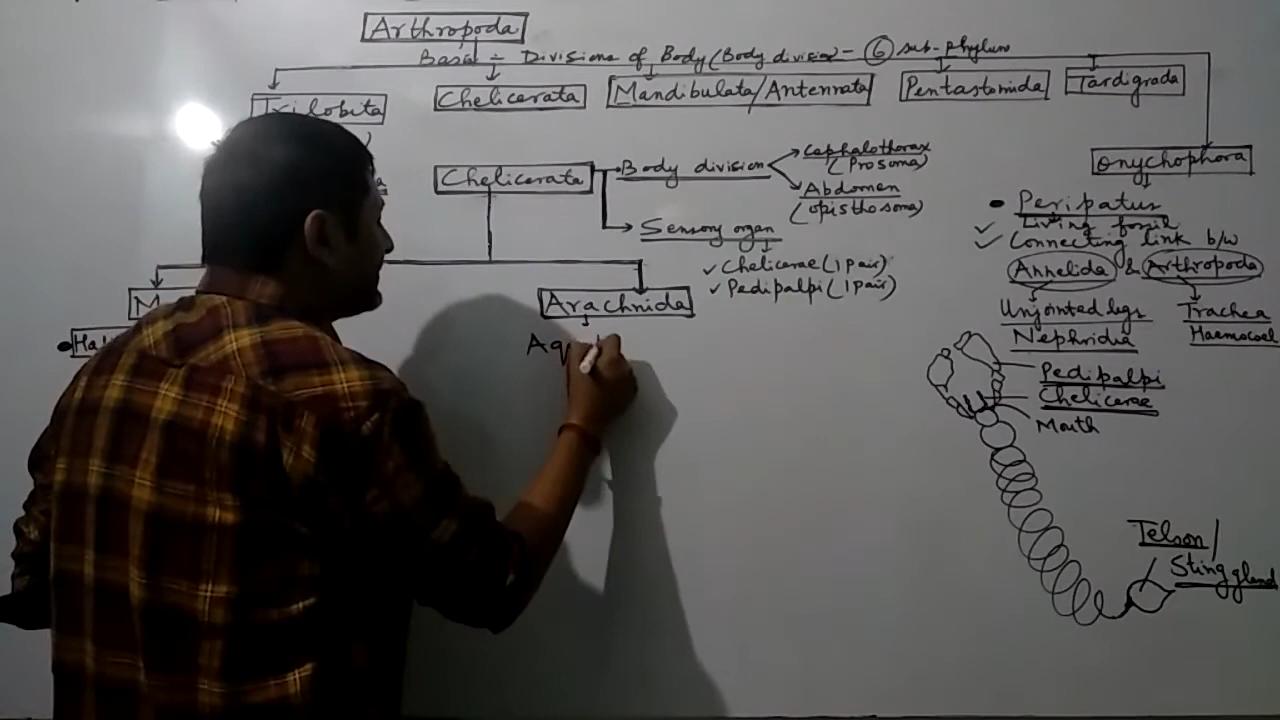 Arthropoda
Basis ÷ Divisions of Body (Body division - 6 sub-phylum
Trilobita
Chelicerata
Mandibulata/Antennata
Pentastomida
Tardigrada
Onychophora
Chelicerata
Body division
Cephalothorax
(Prosoma)
Abdomen
(opisthosoma)
Sensory organ
✓ Chelicerae (1 pair)
✓ Pedipalpi (1 pair)
Arachnida
Aq
• Peripatus
✓ Living fossil
✓ Connecting link b/w
Annelida & Arthropoda
Unjointed legs
Nephridia
Trachea
Haemocoel
Pedipalpi
Chelicerae
Mouth
Telson/
Sting gland